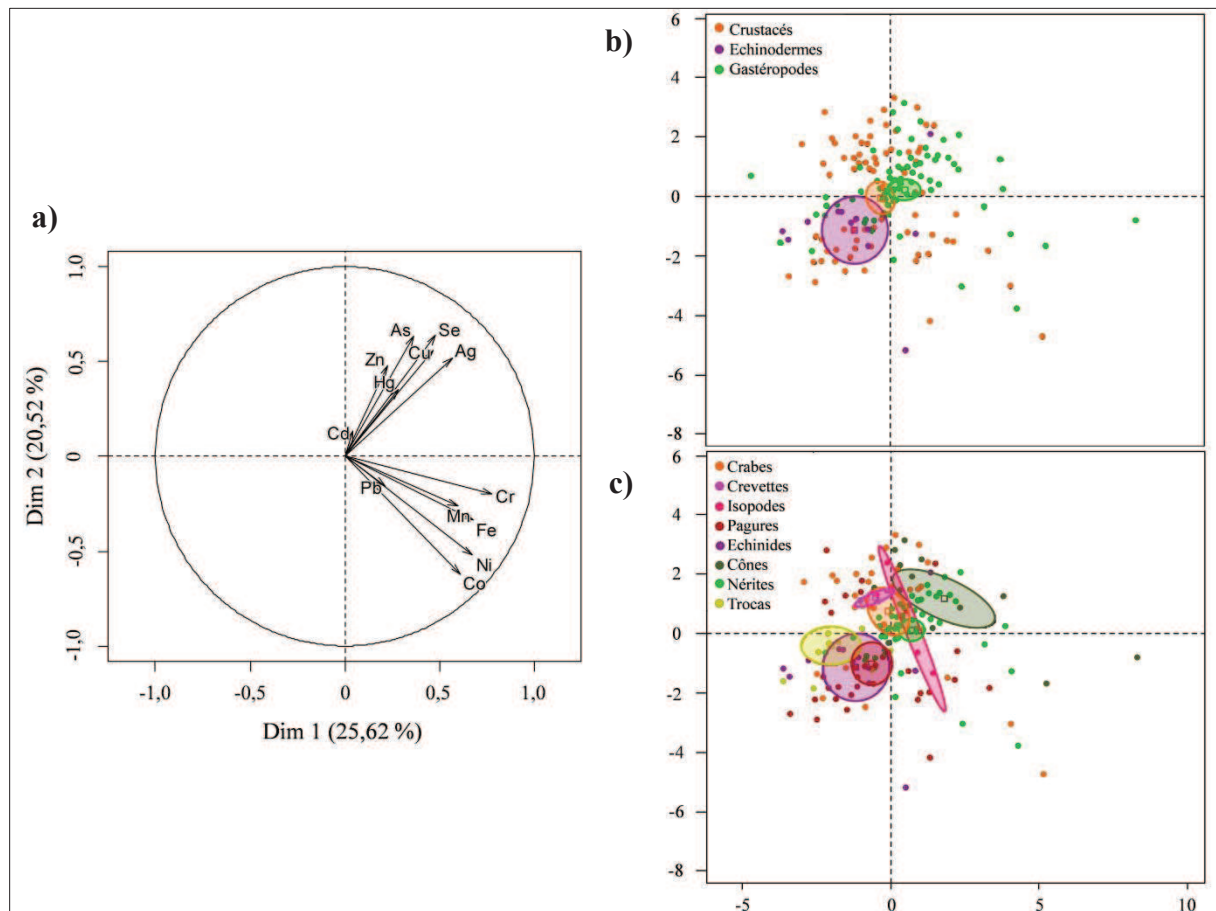 a)
1,0
0,5
0
-0,5
-1,0
Dim 2 (20,52 %)
As
Se
Cu
Ag
Zn
Hg
Cd
Pb
Cr
Mn
Fe
Ni
Co
-1,0
-0,5
0
0,5
1,0
Dim 1 (25,62 %)
b)
6
4
2
0
-2
-4
-6
-8
Crustacés
Echinodermes
Gastéropodes
c)
6
4
2
0
-2
-4
-6
-8
Crabes
Crevettes
Isopodes
Pagures
Echinides
Cônes
Nérites
Trocas
-5
0
5
10